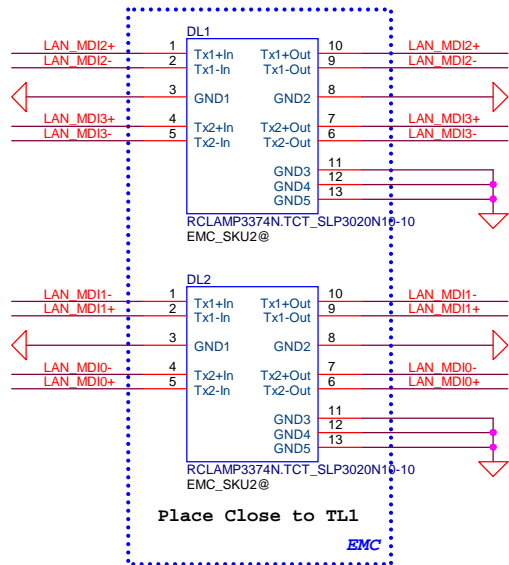 DL1
LAN_MDI2+ 1 Tx1+In Tx1+Out 10 LAN_MDI2+
LAN_MDI2- 2 Tx1-In Tx1-Out 9 LAN_MDI2-
3 GND1 GND2 8
LAN_MDI3+ 4 Tx2+In Tx2+Out 7 LAN_MDI3+
LAN_MDI3- 5 Tx2-In Tx2-Out 6 LAN_MDI3-
GND3 11
GND4 12
GND5 13
RCLAMP3374N.TCT_SLP3020N10-10
EMC_SKU2@
DL2
LAN_MDI1- 1 Tx1+In Tx1+Out 10 LAN_MDI1-
LAN_MDI1+ 2 Tx1-In Tx1-Out 9 LAN_MDI1+
3 GND1 GND2 8
LAN_MDI0- 4 Tx2+In Tx2+Out 7 LAN_MDI0-
LAN_MDI0+ 5 Tx2-In Tx2-Out 6 LAN_MDI0+
GND3 11
GND4 12
GND5 13
RCLAMP3374N.TCT_SLP3020N10-10
EMC_SKU2@
Place Close to TL1
EMC